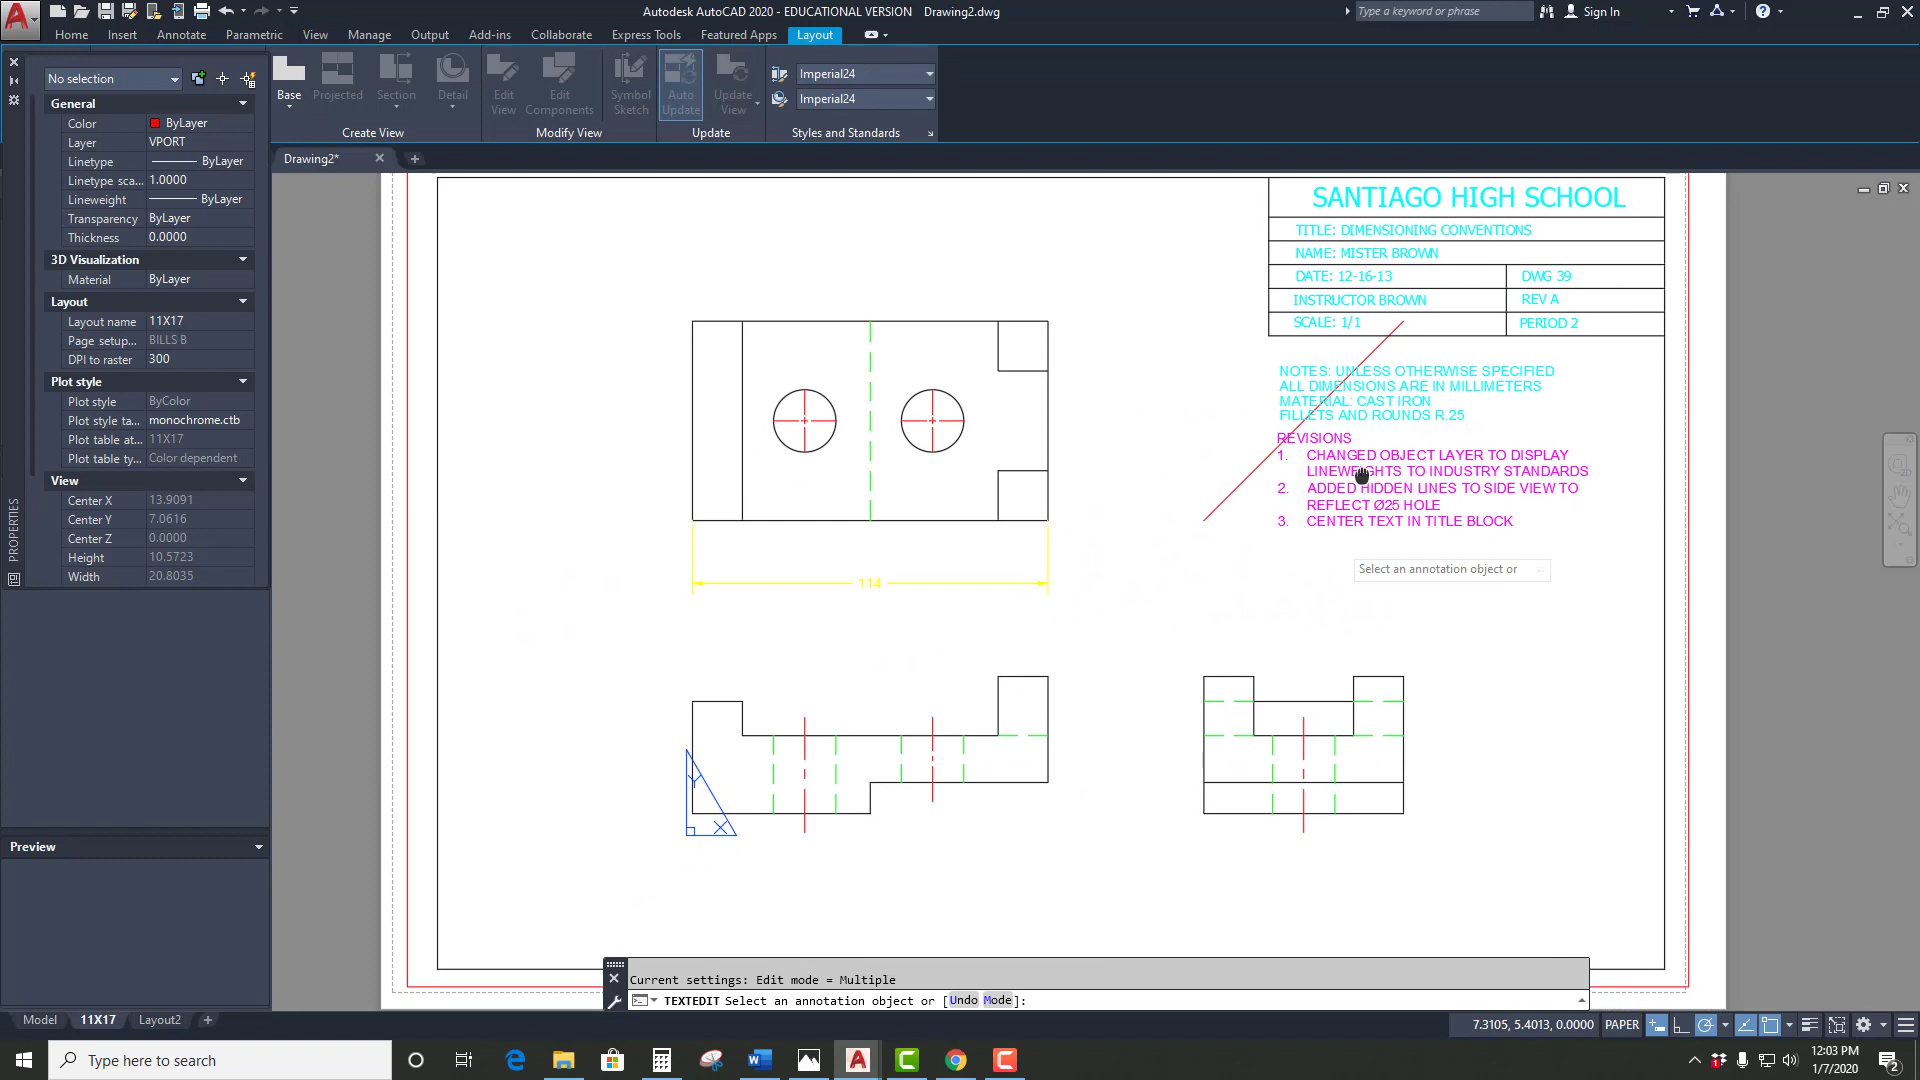 Autodesk AutoCAD 2020 - EDUCATIONAL VERSION Drawing2.dwg
Type a keyword or phrase
Sign In
Home Insert Annotate Parametric View Manage Output Add-ins Collaborate Express Tools Featured Apps Layout
No selection
General
Color ByLayer
Layer VPORT
Linetype ByLayer
Linetype sca... 1.0000
Lineweight ByLayer
Transparency ByLayer
Thickness 0.0000
3D Visualization
Material ByLayer
Layout
Layout name 11X17
Page setup... BILLS B
DPI to raster 300
Plot style
Plot style ByColor
Plot style ta... monochrome.ctb
Plot table at... 11X17
Plot table ty... Color dependent
View
Center X 13.9091
Center Y 7.0616
Center Z 0.0000
Height 10.5723
Width 20.8035
PROPERTIES
Preview
Base Projected Section Detail
Create View
Edit View
Edit Components
Symbol Sketch
Modify View
Auto Update
Update View
Update
Imperial24
Imperial24
Styles and Standards
Drawing2*
SANTIAGO HIGH SCHOOL
TITLE: DIMENSIONING CONVENTIONS
NAME: MISTER BROWN
DATE: 12-16-13 DWG 39
INSTRUCTOR BROWN REV A
SCALE: 1/1 PERIOD 2
NOTES: UNLESS OTHERWISE SPECIFIED
ALL DIMENSIONS ARE IN MILLIMETERS
MATERIAL: CAST IRON
FILLETS AND ROUNDS R.25
REVISIONS
1. CHANGED OBJECT LAYER TO DISPLAY
LINEWEIGHTS TO INDUSTRY STANDARDS
2. ADDED HIDDEN LINES TO SIDE VIEW TO
REFLECT Ø25 HOLE
3. CENTER TEXT IN TITLE BLOCK
Select an annotation object or
114
Y
X
Current settings: Edit mode = Multiple
TEXTEDIT Select an annotation object or [Undo Mode]:
Model 11X17 Layout2
7.3105, 5.4013, 0.0000 PAPER
Type here to search
12:03 PM
1/7/2020
2